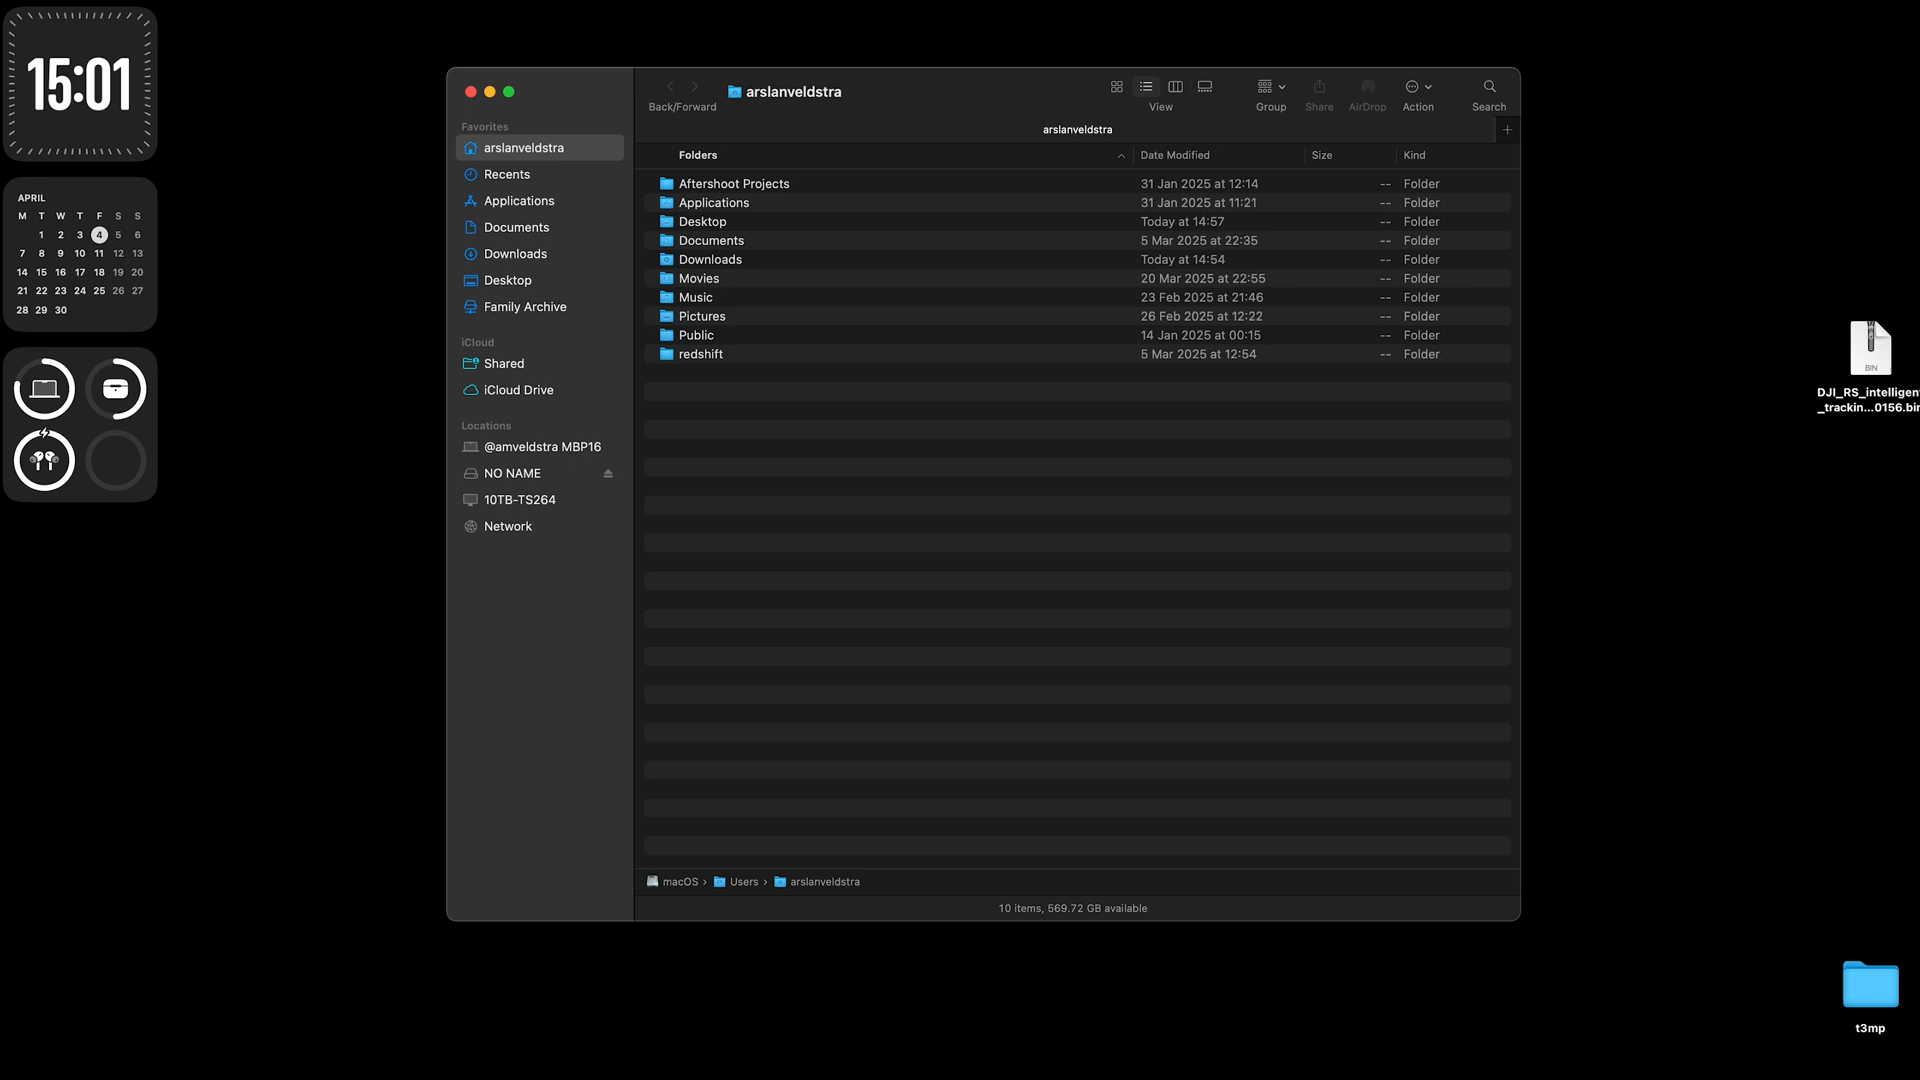 15:01
APRIL
M T W T F S S
1 2 3 4 5 6
7 8 9 10 11 12 13
14 15 16 17 18 19 20
21 22 23 24 25 26 27
28 29 30
Favorites
arslanveldstra
Recents
Applications
Documents
Downloads
Desktop
Family Archive
iCloud
Shared
iCloud Drive
Locations
@amveldstra MBP16
NO NAME
10TB-TS264
Network
arslanveldstra
Back/Forward View Group Share AirDrop Action Search
arslanveldstra
Folders Date Modified Size Kind
Aftershoot Projects 31 Jan 2025 at 12:14 -- Folder
Applications 31 Jan 2025 at 11:21 -- Folder
Desktop Today at 14:57 -- Folder
Documents 5 Mar 2025 at 22:35 -- Folder
Downloads Today at 14:54 -- Folder
Movies 20 Mar 2025 at 22:55 -- Folder
Music 23 Feb 2025 at 21:46 -- Folder
Pictures 26 Feb 2025 at 12:22 -- Folder
Public 14 Jan 2025 at 00:15 -- Folder
redshift 5 Mar 2025 at 12:54 -- Folder
macOS › Users › arslanveldstra
10 items, 569.72 GB available
BIN
DJI_RS_intelligen
_trackin...0156.bin
t3mp